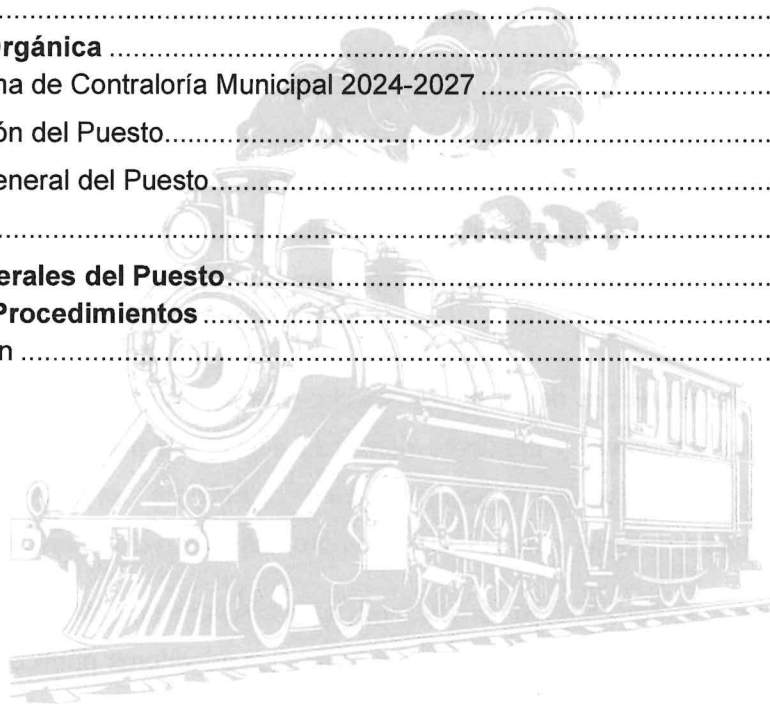 ................................................................
rgánica................................................................
na de Contraloría Municipal 2024-2027................................
ón del Puesto................................................................
eneral del Puesto................................................................
................................................................
erales del Puesto................................................................
Procedimientos................................................................
n................................................................